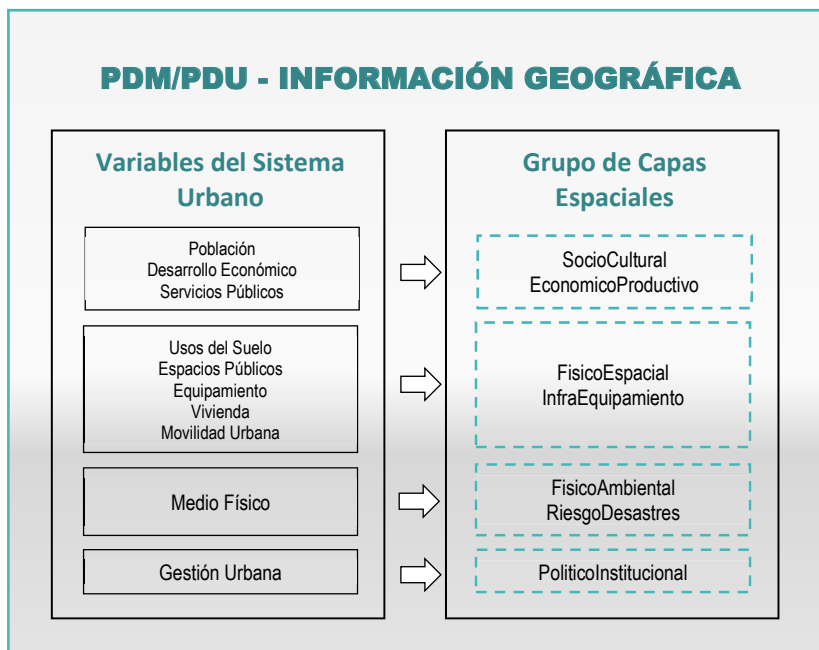 PDM/PDU - INFORMACIÓN GEOGRÁFICA
Variables del Sistema
Urbano
Población
Desarrollo Económico
Servicios Públicos
Usos del Suelo
Espacios Públicos
Equipamiento
Vivienda
Movilidad Urbana
Medio Físico
Gestión Urbana
Grupo de Capas
Espaciales
SocioCultural
EconomicoProductivo
FisicoEspacial
InfraEquipamiento
FisicoAmbiental
RiesgoDesastres
PoliticoInstitucional